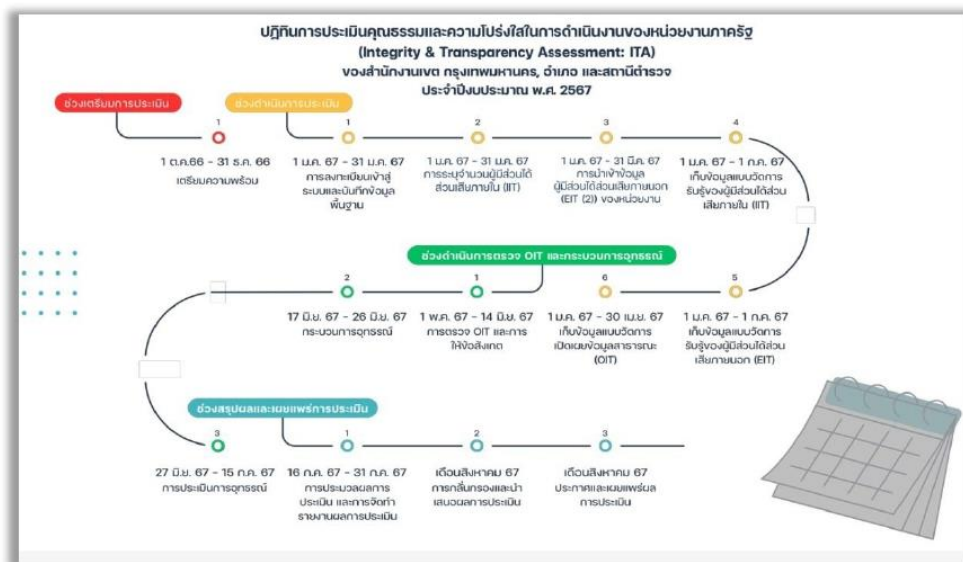 ปฏิทินการประเมินคุณธรรมและความโปร่งใสในการดำเนินงานของหน่วยงานภาครัฐ
(Integrity & Transparency Assessment: ITA)
ของสำนักงานเขต กรุงเทพมหานคร, อำเภอ และสถานีตำรวจ
ประจำปีงบประมาณ พ.ศ. 2567
ช่วงเตรียมการประเมิน
1
1 ต.ค.66 - 31 ธ.ค. 66
เตรียมความพร้อม
ช่วงดำเนินการประเมิน
1
1 ม.ค. 67 - 31 ม.ค. 67
การลงทะเบียนเข้าสู่
ระบบและบันทึกข้อมูล
พื้นฐาน
2
1 ม.ค. 67 - 31 ม.ค. 67
การระบุจำนวนผู้มีส่วนได้
ส่วนเสียภายใน (IIT)
3
1 ม.ค. 67 - 31 มี.ค. 67
การนำเข้าข้อมูล
ผู้มีส่วนได้ส่วนเสียภายนอก
(EIT (2)) ของหน่วยงาน
4
1 ม.ค. 67 - 1 ก.ค. 67
เก็บข้อมูลแบบวัดการ
รับรู้ของผู้มีส่วนได้ส่วน
เสียภายใน (IIT)
5
1 ม.ค. 67 - 1 ก.ค. 67
เก็บข้อมูลแบบวัดการ
รับรู้ของผู้มีส่วนได้ส่วน
เสียภายนอก (EIT)
6
1 ม.ค. 67 - 30 เม.ย. 67
เก็บข้อมูลแบบวัดการ
เปิดเผยข้อมูลสาธารณะ
(OIT)
ช่วงดำเนินการตรวจ OIT และกระบวนการอุทธรณ์
1
1 พ.ค. 67 - 14 มิ.ย. 67
การตรวจ OIT และการ
ให้ข้อสังเกต
2
17 มิ.ย. 67 - 26 มิ.ย. 67
กระบวนการอุทธรณ์
3
27 มิ.ย. 67 - 15 ก.ค. 67
การประเมินการอุทธรณ์
ช่วงสรุปผลและเผยแพร่การประเมิน
1
16 ก.ค. 67 - 31 ก.ค. 67
การประมวลผลการ
ประเมิน และการจัดทำ
รายงานผลการประเมิน
2
เดือนสิงหาคม 67
การกลั่นกรองและนำ
เสนอผลการประเมิน
3
เดือนสิงหาคม 67
ประกาศและเผยแพร่ผล
การประเมิน